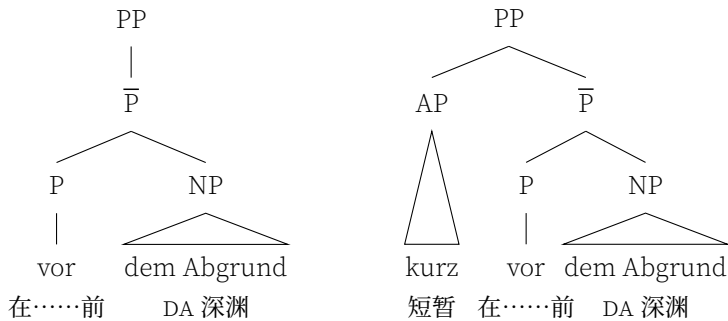 PP PP
P̅ AP P̅
P NP P NP
vor dem Abgrund kurz vor dem Abgrund
在……前 DA 深渊 短暂 在……前 DA 深渊